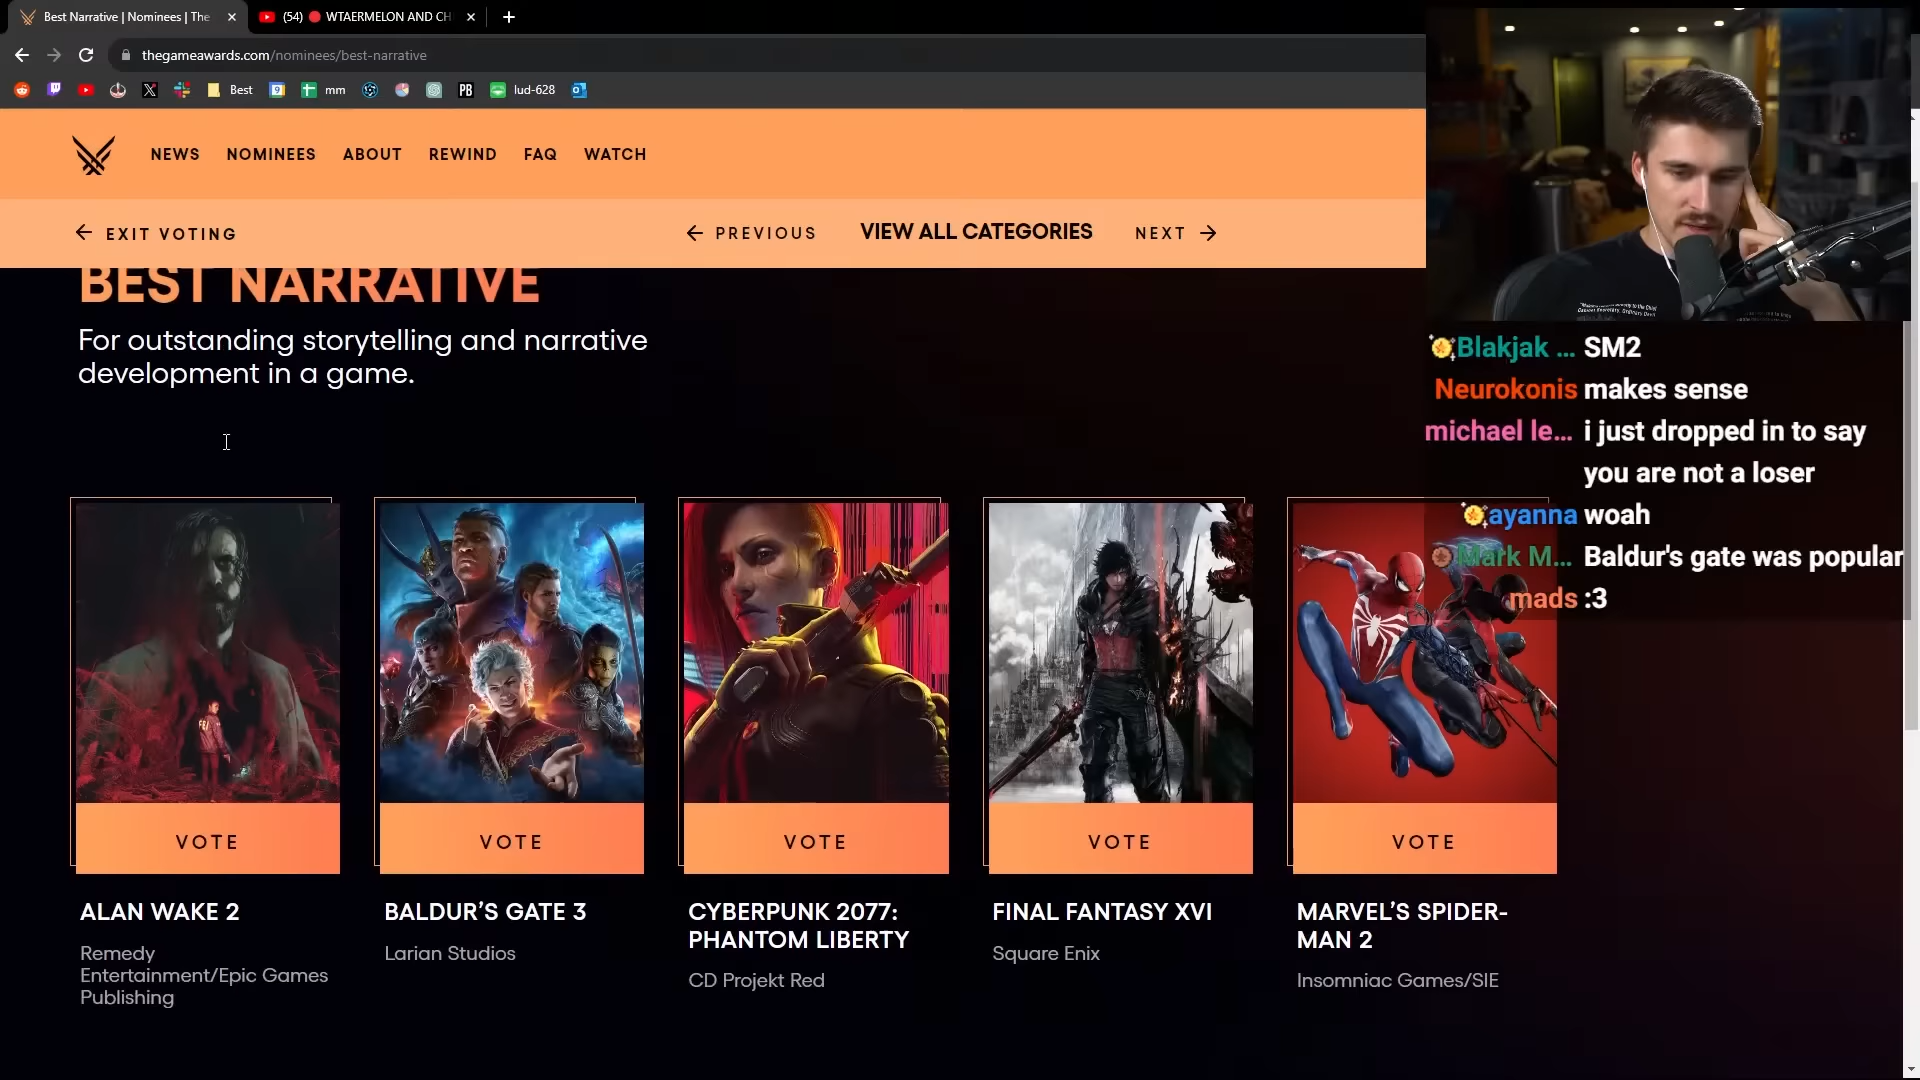 Best Narrative | Nominees | The
(54) 🔴 WTAERMELON AND CH
thegameawards.com/nominees/best-narrative
Best
9
mm
PB
lud-628
NEWS NOMINEES ABOUT REWIND FAQ WATCH
← EXIT VOTING
← PREVIOUS
VIEW ALL CATEGORIES
NEXT →
BEST NARRATIVE
For outstanding storytelling and narrative
development in a game.
Blakjak ... SM2
Neurokonis makes sense
michael le... i just dropped in to say
you are not a loser
ayanna woah
Mark M... Baldur's gate was popular
mads :3
VOTE
VOTE
VOTE
VOTE
VOTE
ALAN WAKE 2
Remedy
Entertainment/Epic Games
Publishing
BALDUR’S GATE 3
Larian Studios
CYBERPUNK 2077:
PHANTOM LIBERTY
CD Projekt Red
FINAL FANTASY XVI
Square Enix
MARVEL’S SPIDER-
MAN 2
Insomniac Games/SIE